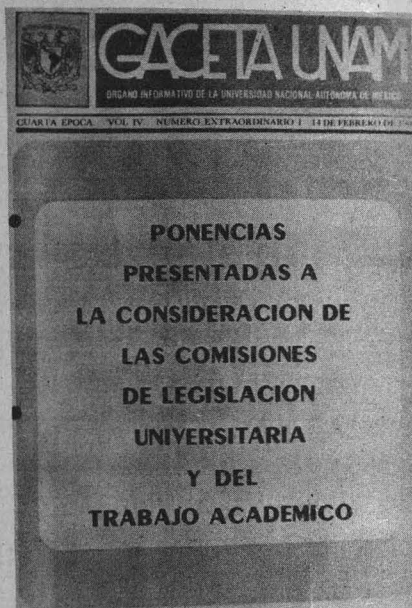 GACETA UNAM
ORGANO INFORMATIVO DE LA UNIVERSIDAD NACIONAL AUTONOMA DE MEXICO
CUARTA EPOCA VOL IV NUMERO EXTRAORDINARIO 1 14 DE FEBRERO DE
PONENCIAS
PRESENTADAS A
LA CONSIDERACION DE
LAS COMISIONES
DE LEGISLACION
UNIVERSITARIA
Y DEL
TRABAJO ACADEMICO